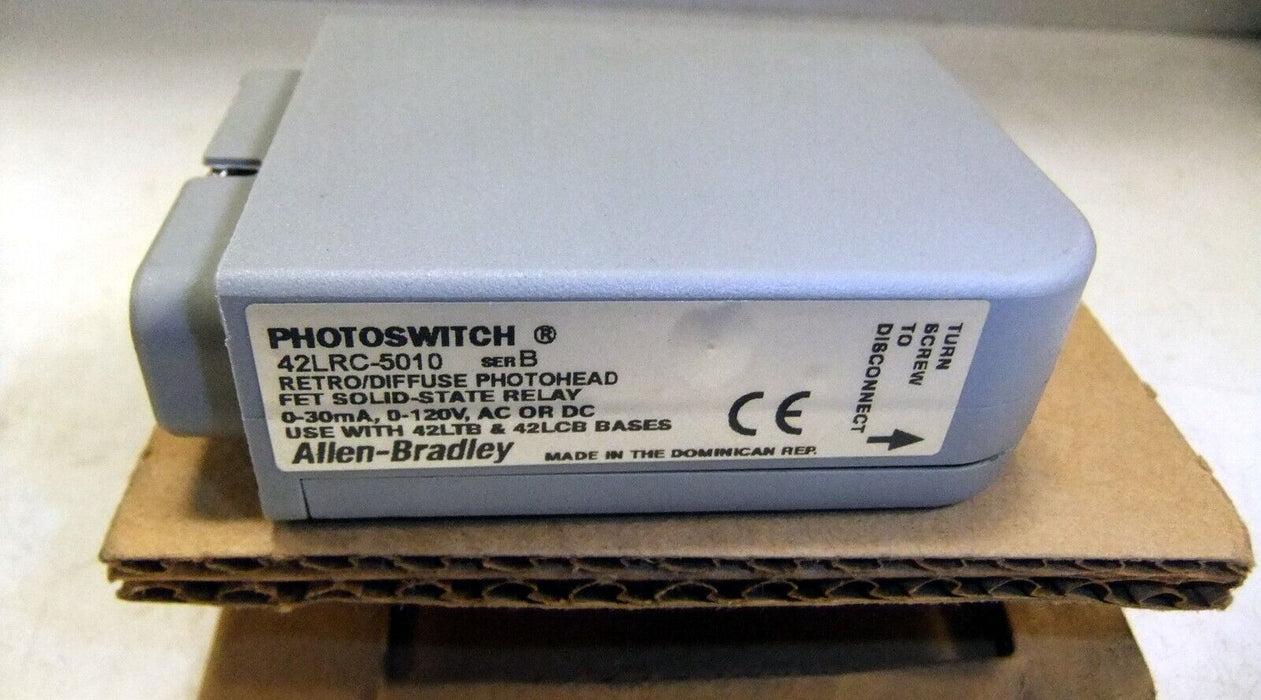 PHOTOSWITCH ®
42LRC-5010 SER B
RETRO/DIFFUSE PHOTOHEAD
FET SOLID-STATE RELAY
0-30mA, 0-120V, AC OR DC
USE WITH 42LTB & 42LCB BASES
Allen-Bradley MADE IN THE DOMINICAN REP.
CE
TURN
SCREW
TO
DISCONNECT